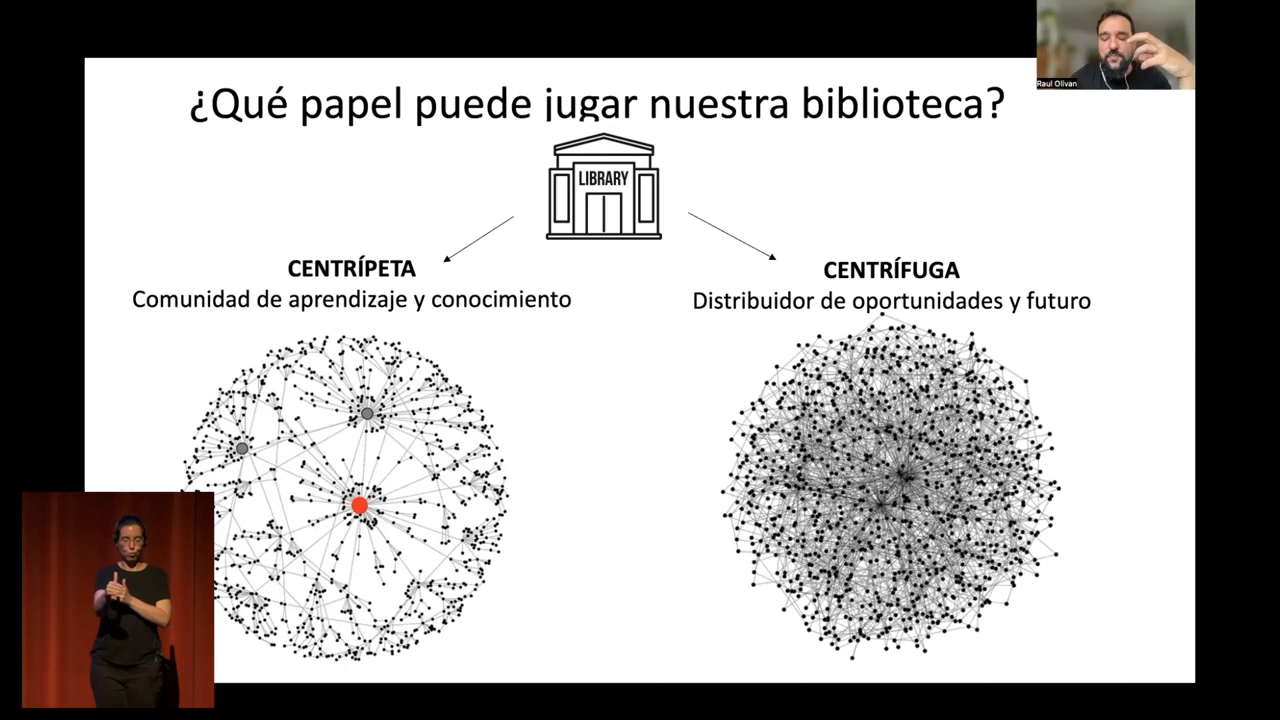 ¿Qué papel puede jugar nuestra biblioteca?
Raul Olivan
LIBRARY
CENTRÍPETA
Comunidad de aprendizaje y conocimiento
CENTRÍFUGA
Distribuidor de oportunidades y futuro